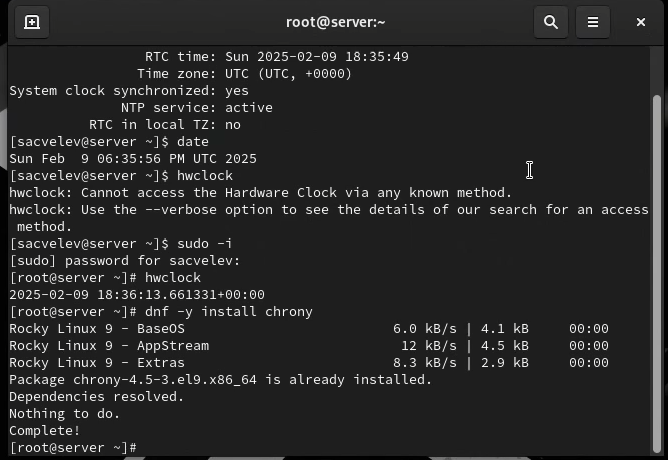 root@server:~
RTC time: Sun 2025-02-09 18:35:49
Time zone: UTC (UTC, +0000)
System clock synchronized: yes
NTP service: active
RTC in local TZ: no
[sacvelev@server ~]$ date
Sun Feb  9 06:35:56 PM UTC 2025
[sacvelev@server ~]$ hwclock
hwclock: Cannot access the Hardware Clock via any known method.
hwclock: Use the --verbose option to see the details of our search for an access
method.
[sacvelev@server ~]$ sudo -i
[sudo] password for sacvelev:
[root@server ~]# hwclock
2025-02-09 18:36:13.661331+00:00
[root@server ~]# dnf -y install chrony
Rocky Linux 9 - BaseOS 6.0 kB/s | 4.1 kB 00:00
Rocky Linux 9 - AppStream 12 kB/s | 4.5 kB 00:00
Rocky Linux 9 - Extras 8.3 kB/s | 2.9 kB 00:00
Package chrony-4.5-3.el9.x86_64 is already installed.
Dependencies resolved.
Nothing to do.
Complete!
[root@server ~]#